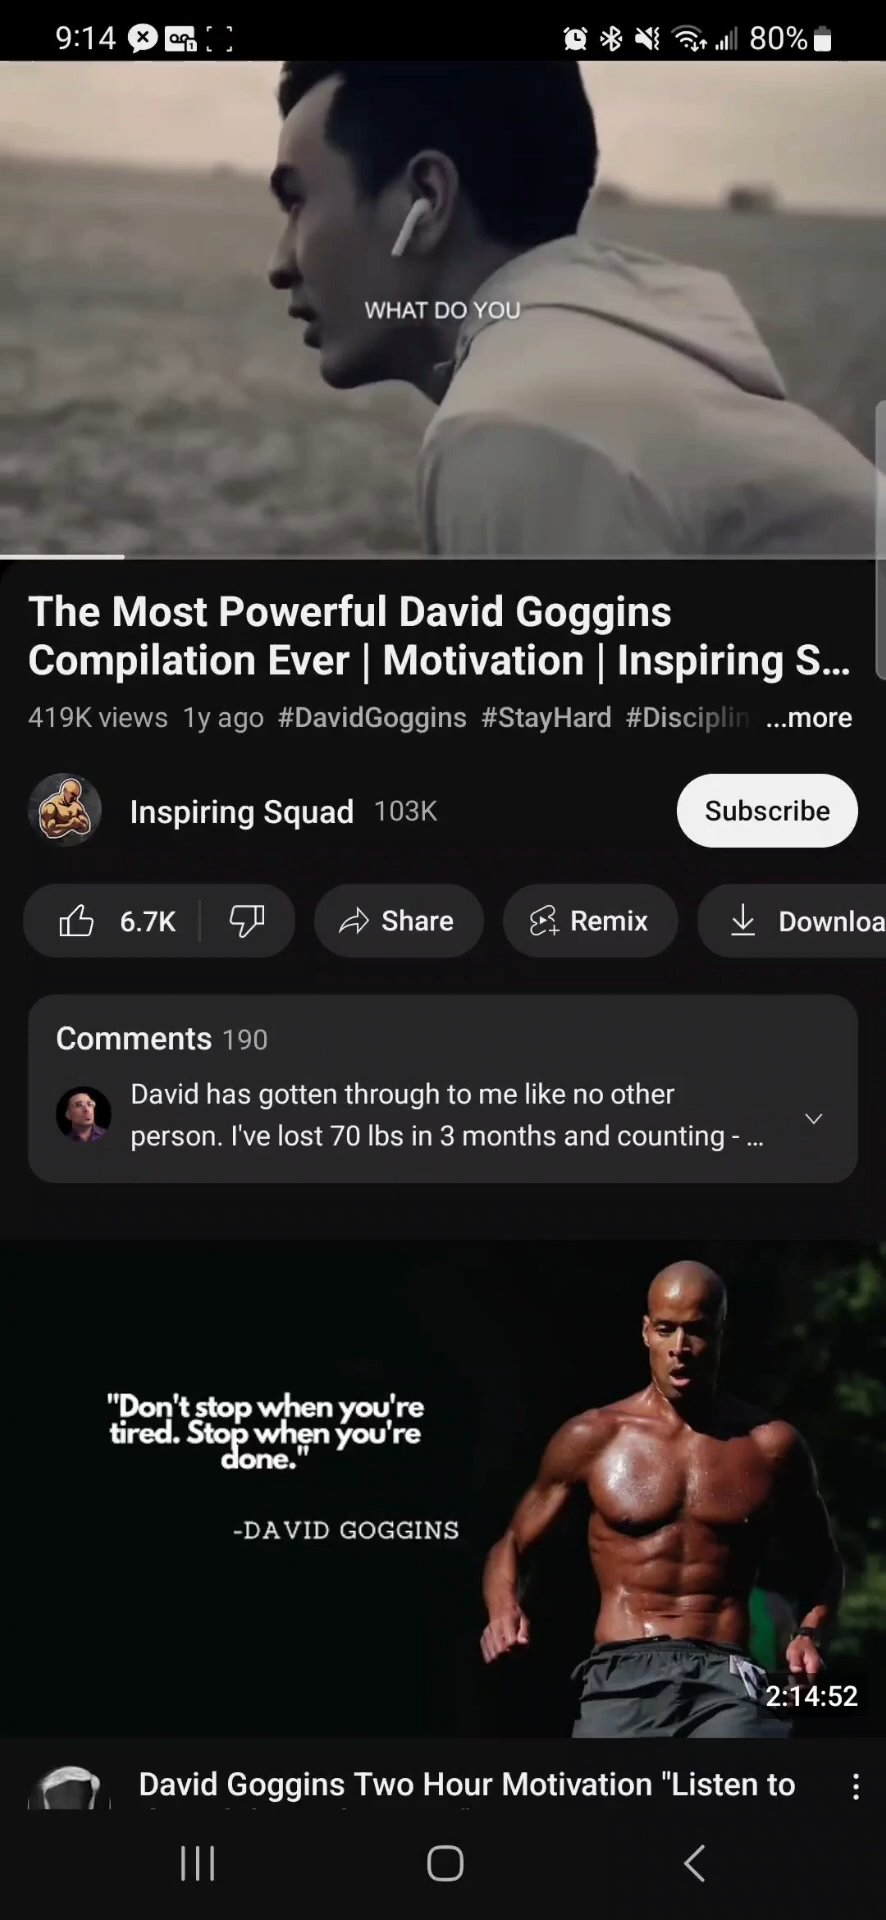 9:14
80%
WHAT DO YOU
The Most Powerful David Goggins
Compilation Ever | Motivation | Inspiring S...
419K views 1y ago #DavidGoggins #StayHard #Disciplin ...more
Inspiring Squad 103K
Subscribe
6.7K
Share
Remix
Downloa
Comments 190
David has gotten through to me like no other
person. I've lost 70 lbs in 3 months and counting - ...
"Don't stop when you're
tired. Stop when you're
done."
-DAVID GOGGINS
2:14:52
David Goggins Two Hour Motivation "Listen to